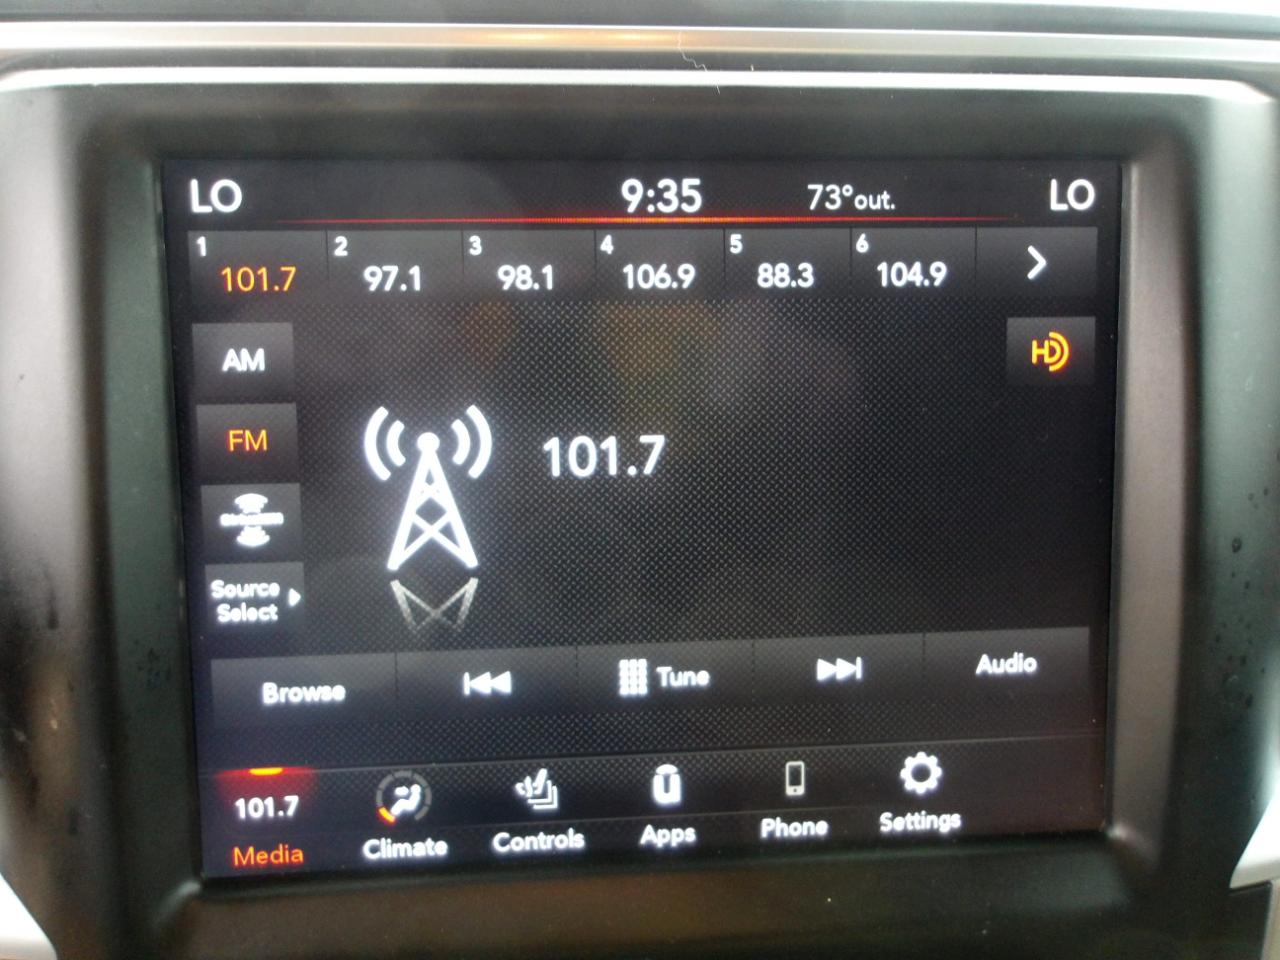 LO 9:35 73° out. LO
1 2 3 4 5 6
101.7 97.1 98.1 106.9 88.3 104.9
HD
AM
FM
101.7
Source
Select
Browse Tune Audio
101.7
Media Climate Controls Apps Phone Settings